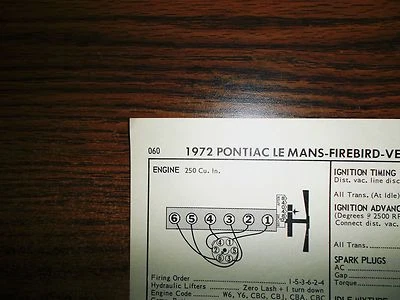 060 1972 PONTIAC LE MANS-FIREBIRD-VE
ENGINE 250 Cu. In.
6 5 4 3 2 1
Firing Order 1-5-3-6-2-4
Hydraulic Lifters Zero Lash + 1 turn down
Engine Code W6, Y6, CBG, CBJ, CBA, CBC
IGNITION TIMING
Dist. vac. line disc
All Trans. (At Idle)
IGNITION ADVANC
(Degrees @ 2500 RP
Connect Dist. vac.
All Trans.
SPARK PLUGS
AC
Gap
Torque